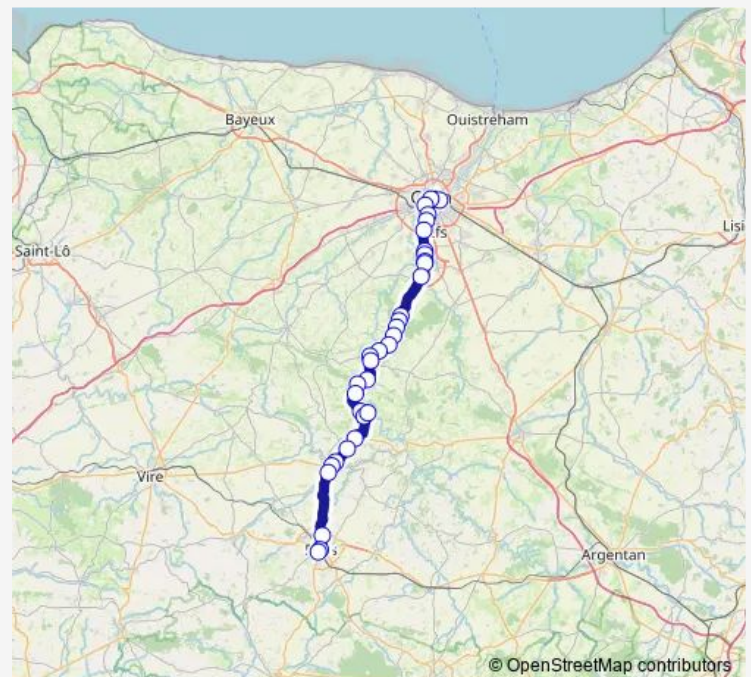 Bayeux
Ouistreham
Saint-Lô
Lisi
Vire
Argentan
© OpenStreetMap contributors